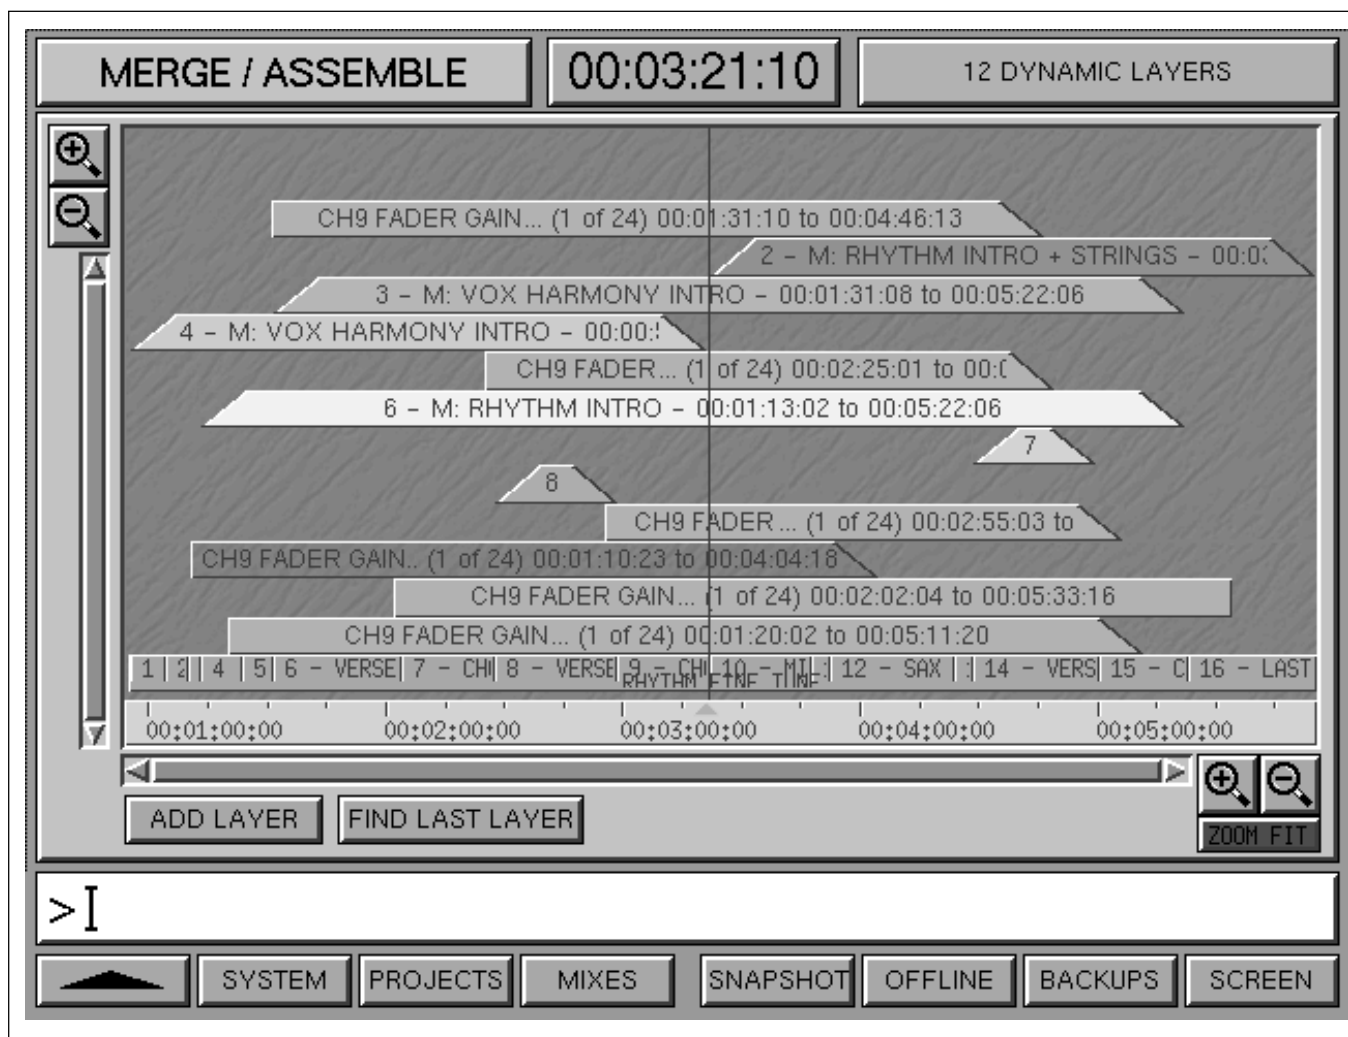 MERGE / ASSEMBLE
00:03:21:10
12 DYNAMIC LAYERS
CH9 FADER GAIN... (1 of 24) 00:01:31:10 to 00:04:46:13
2 – M: RHYTHM INTRO + STRINGS – 00:0
3 – M: VOX HARMONY INTRO – 00:01:31:08 to 00:05:22:06
4 – M: VOX HARMONY INTRO – 00:00:
CH9 FADER... (1 of 24) 00:02:25:01 to 00:
6 – M: RHYTHM INTRO – 00:01:13:02 to 00:05:22:06
7
8
CH9 FADER ... (1 of 24) 00:02:55:03 to
CH9 FADER GAIN.. (1 of 24) 00:01:10:23 to 00:04:04:18
CH9 FADER GAIN... (1 of 24) 00:02:02:04 to 00:05:33:16
CH9 FADER GAIN... (1 of 24) 00:01:20:02 to 00:05:11:20
1 2 4 5 6 – VERSE 7 – CH 8 – VERSE 9 – CH 10 – MI 12 – SAX 14 – VERS 15 – C 16 – LAST
RHYTHM FINE TUNE
00:01:00:00 00:02:00:00 00:03:00:00 00:04:00:00 00:05:00:00
ADD LAYER FIND LAST LAYER
ZOOM FIT
>
SYSTEM PROJECTS MIXES SNAPSHOT OFFLINE BACKUPS SCREEN